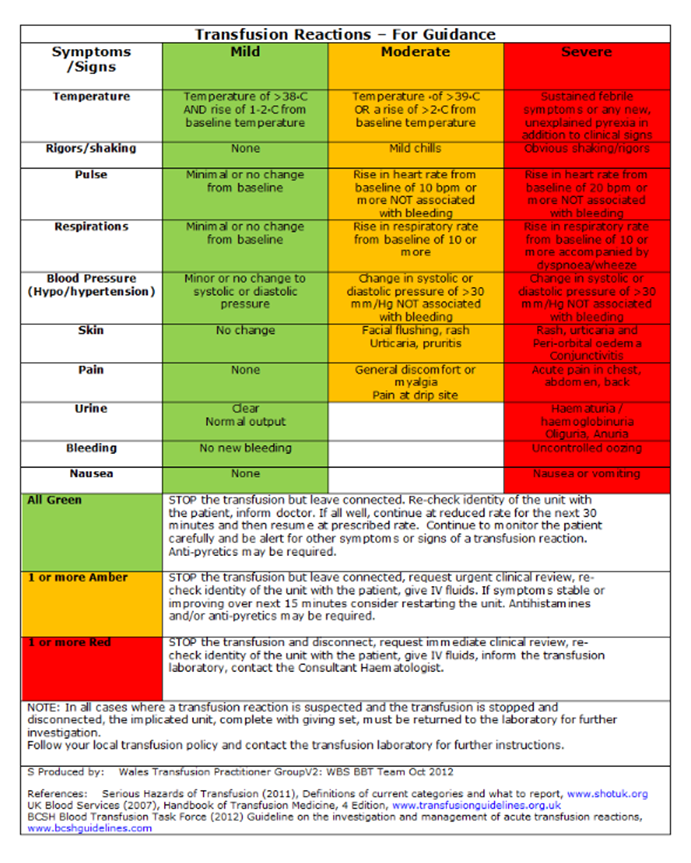 Transfusion Reactions – For Guidance
Symptoms
/Signs
Mild
Moderate
Severe
Temperature
Temperature of >38◦C
AND rise of 1-2◦C from
baseline temperature
Temperature ◦of >39◦C
OR a rise of >2◦C from
baseline temperature
Sustained febrile
symptoms or any new,
unexplained pyrexia in
addition to clinical signs
Rigors/shaking
None
Mild chills
Obvious shaking/rigors
Pulse
Minimal or no change
from baseline
Rise in heart rate from
baseline of 10 bpm or
more NOT associated
with bleeding
Rise in heart rate from
baseline of 20 bpm or
more NOT associated
with bleeding
Respirations
Minimal or no change
from baseline
Rise in respiratory rate
from baseline of 10 or
more
Rise in respiratory rate
from baseline of 10 or
more accompanied by
dyspnoea/wheeze
Blood Pressure
(Hypo/hypertension)
Minor or no change to
systolic or diastolic
pressure
Change in systolic or
diastolic pressure of >30
mm/Hg NOT associated
with bleeding
Change in systolic or
diastolic pressure of >30
mm/Hg NOT associated
with bleeding
Skin
No change
Facial flushing, rash
Urticaria, pruritis
Rash, urticaria and
Peri-orbital oedema
Conjunctivitis
Pain
None
General discomfort or
myalgia
Pain at drip site
Acute pain in chest,
abdomen, back
Urine
Clear
Normal output
Haematuria /
haemoglobinuria
Oliguria, Anuria
Bleeding
No new bleeding
Uncontrolled oozing
Nausea
None
Nausea or vomiting
All Green
STOP the transfusion but leave connected. Re-check identity of the unit with
the patient, inform doctor. If all well, continue at reduced rate for the next 30
minutes and then resume at prescribed rate. Continue to monitor the patient
carefully and be alert for other symptoms or signs of a transfusion reaction.
Anti-pyretics may be required.
1 or more Amber
STOP the transfusion but leave connected, request urgent clinical review, re-
check identity of the unit with the patient, give IV fluids. If symptoms stable or
improving over next 15 minutes consider restarting the unit. Antihistamines
and/or anti-pyretics may be required.
1 or more Red
STOP the transfusion and disconnect, request immediate clinical review, re-
check identity of the unit with the patient, give IV fluids, inform the transfusion
laboratory, contact the Consultant Haematologist.
NOTE: In all cases where a transfusion reaction is suspected and the transfusion is stopped and
disconnected, the implicated unit, complete with giving set, must be returned to the laboratory for further
investigation.
Follow your local transfusion policy and contact the transfusion laboratory for further instructions.
S Produced by: Wales Transfusion Practitioner GroupV2: WBS BBT Team Oct 2012
References: Serious Hazards of Transfusion (2011), Definitions of current categories and what to report, www.shotuk.org
UK Blood Services (2007), Handbook of Transfusion Medicine, 4 Edition, www.transfusionguidelines.org.uk
BCSH Blood Transfusion Task Force (2012) Guideline on the investigation and management of acute transfusion reactions,
www.bcshguidelines.com